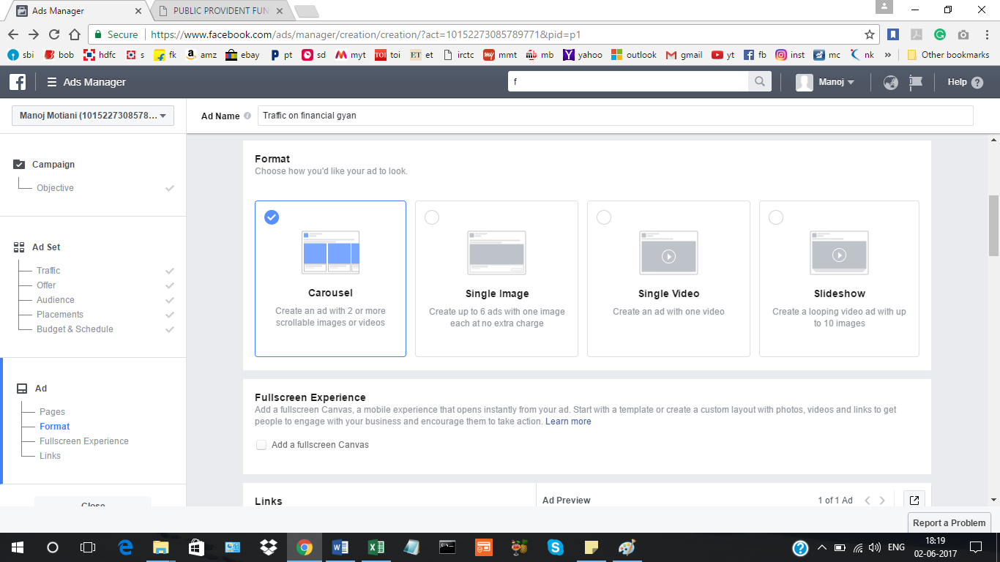 Ads Manager
PUBLIC PROVIDENT FUN
Secure
https://www.facebook.com/ads/manager/creation/creation/?act=10152273085789771&pid=p1
sbi bob hdfc s fk amz ebay pt sd myt toi et irctc mmt mb yahoo outlook gmail yt fb inst mc nk » Other bookmarks
Ads Manager
f
Manoj
Help ?
Manoj Motiani (1015227308578...
Ad Name
Traffic on financial gyan
Campaign
Objective
Ad Set
Traffic
Offer
Audience
Placements
Budget & Schedule
Ad
Pages
Format
Fullscreen Experience
Links
Close
Format
Choose how you'd like your ad to look.
Carousel
Create an ad with 2 or more
scrollable images or videos
Single Image
Create up to 6 ads with one image
each at no extra charge
Single Video
Create an ad with one video
Slideshow
Create a looping video ad with up
to 10 images
Fullscreen Experience
Add a fullscreen Canvas, a mobile experience that opens instantly from your ad. Start with a template or create a custom layout with photos, videos and links to get
people to engage with your business and encourage them to take action. Learn more
Add a fullscreen Canvas
Links
Ad Preview
1 of 1 Ad
Report a Problem
ENG
18:19
02-06-2017